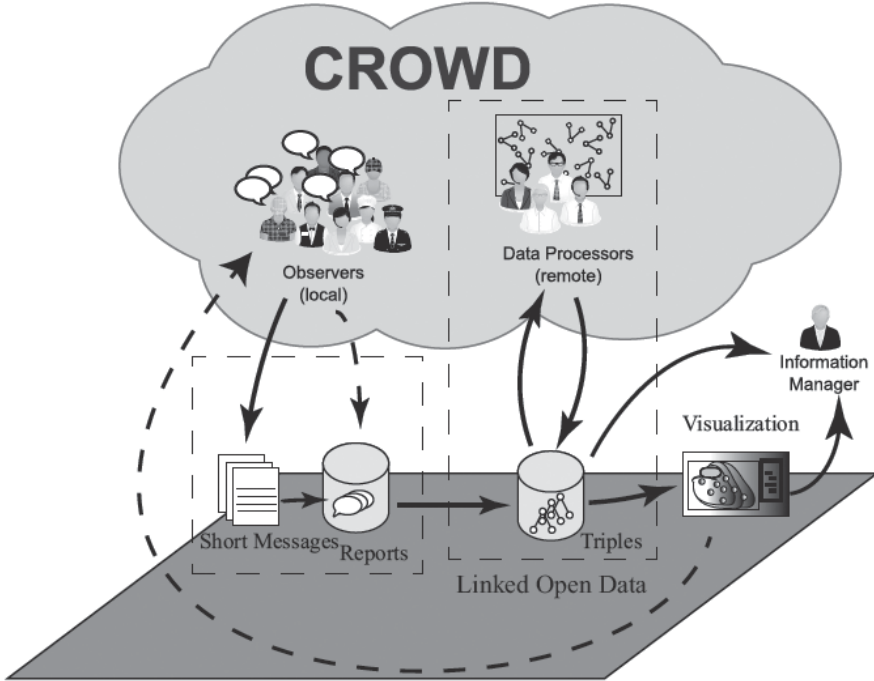 CROWD
Observers
(local)
Data Processors
(remote)
Information
Manager
Visualization
Short Messages
Reports
Triples
Linked Open Data